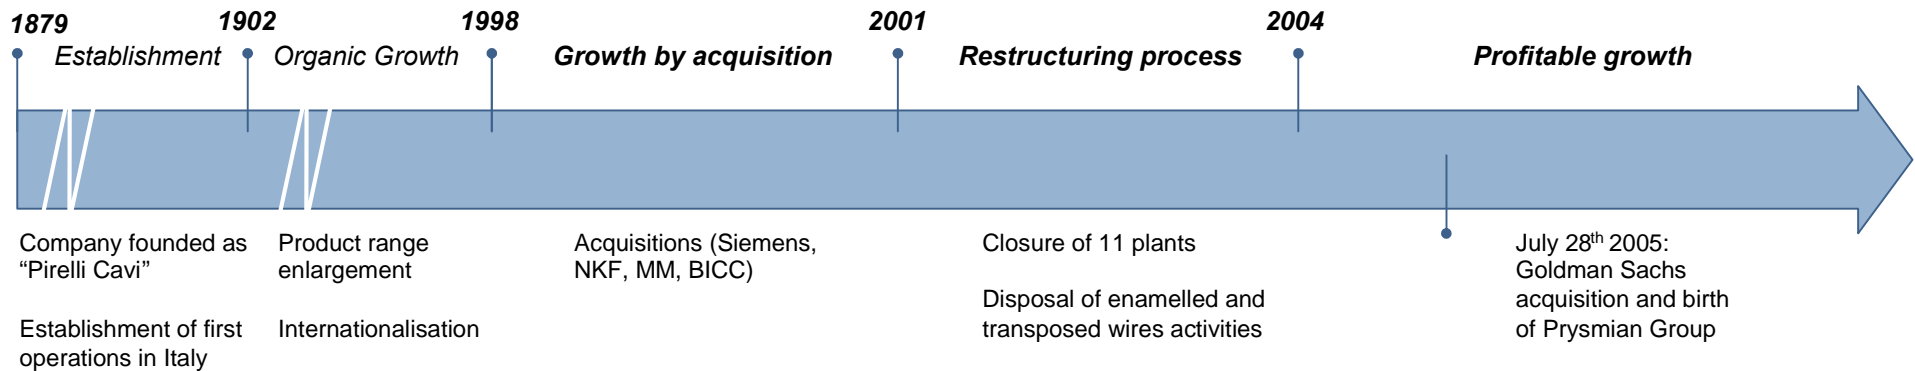 1879
1902
1998
2001
2004
Establishment
Organic Growth
Growth by acquisition
Restructuring process
Profitable growth
Company founded as
“Pirelli Cavi”
Establishment of first
operations in Italy
Product range
enlargement
Internationalisation
Acquisitions (Siemens,
NKF, MM, BICC)
Closure of 11 plants
Disposal of enamelled and
transposed wires activities
July 28th 2005:
Goldman Sachs
acquisition and birth
of Prysmian Group